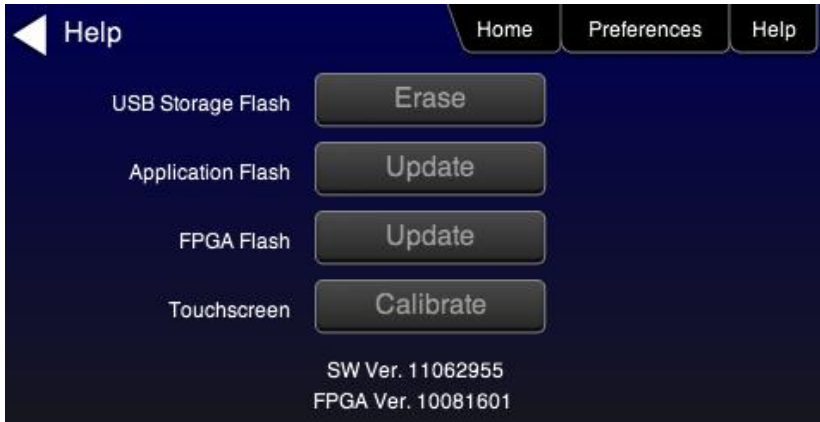 Help Home Preferences Help
USB Storage Flash Erase
Application Flash Update
FPGA Flash Update
Touchscreen Calibrate
SW Ver. 11062955
FPGA Ver. 10081601